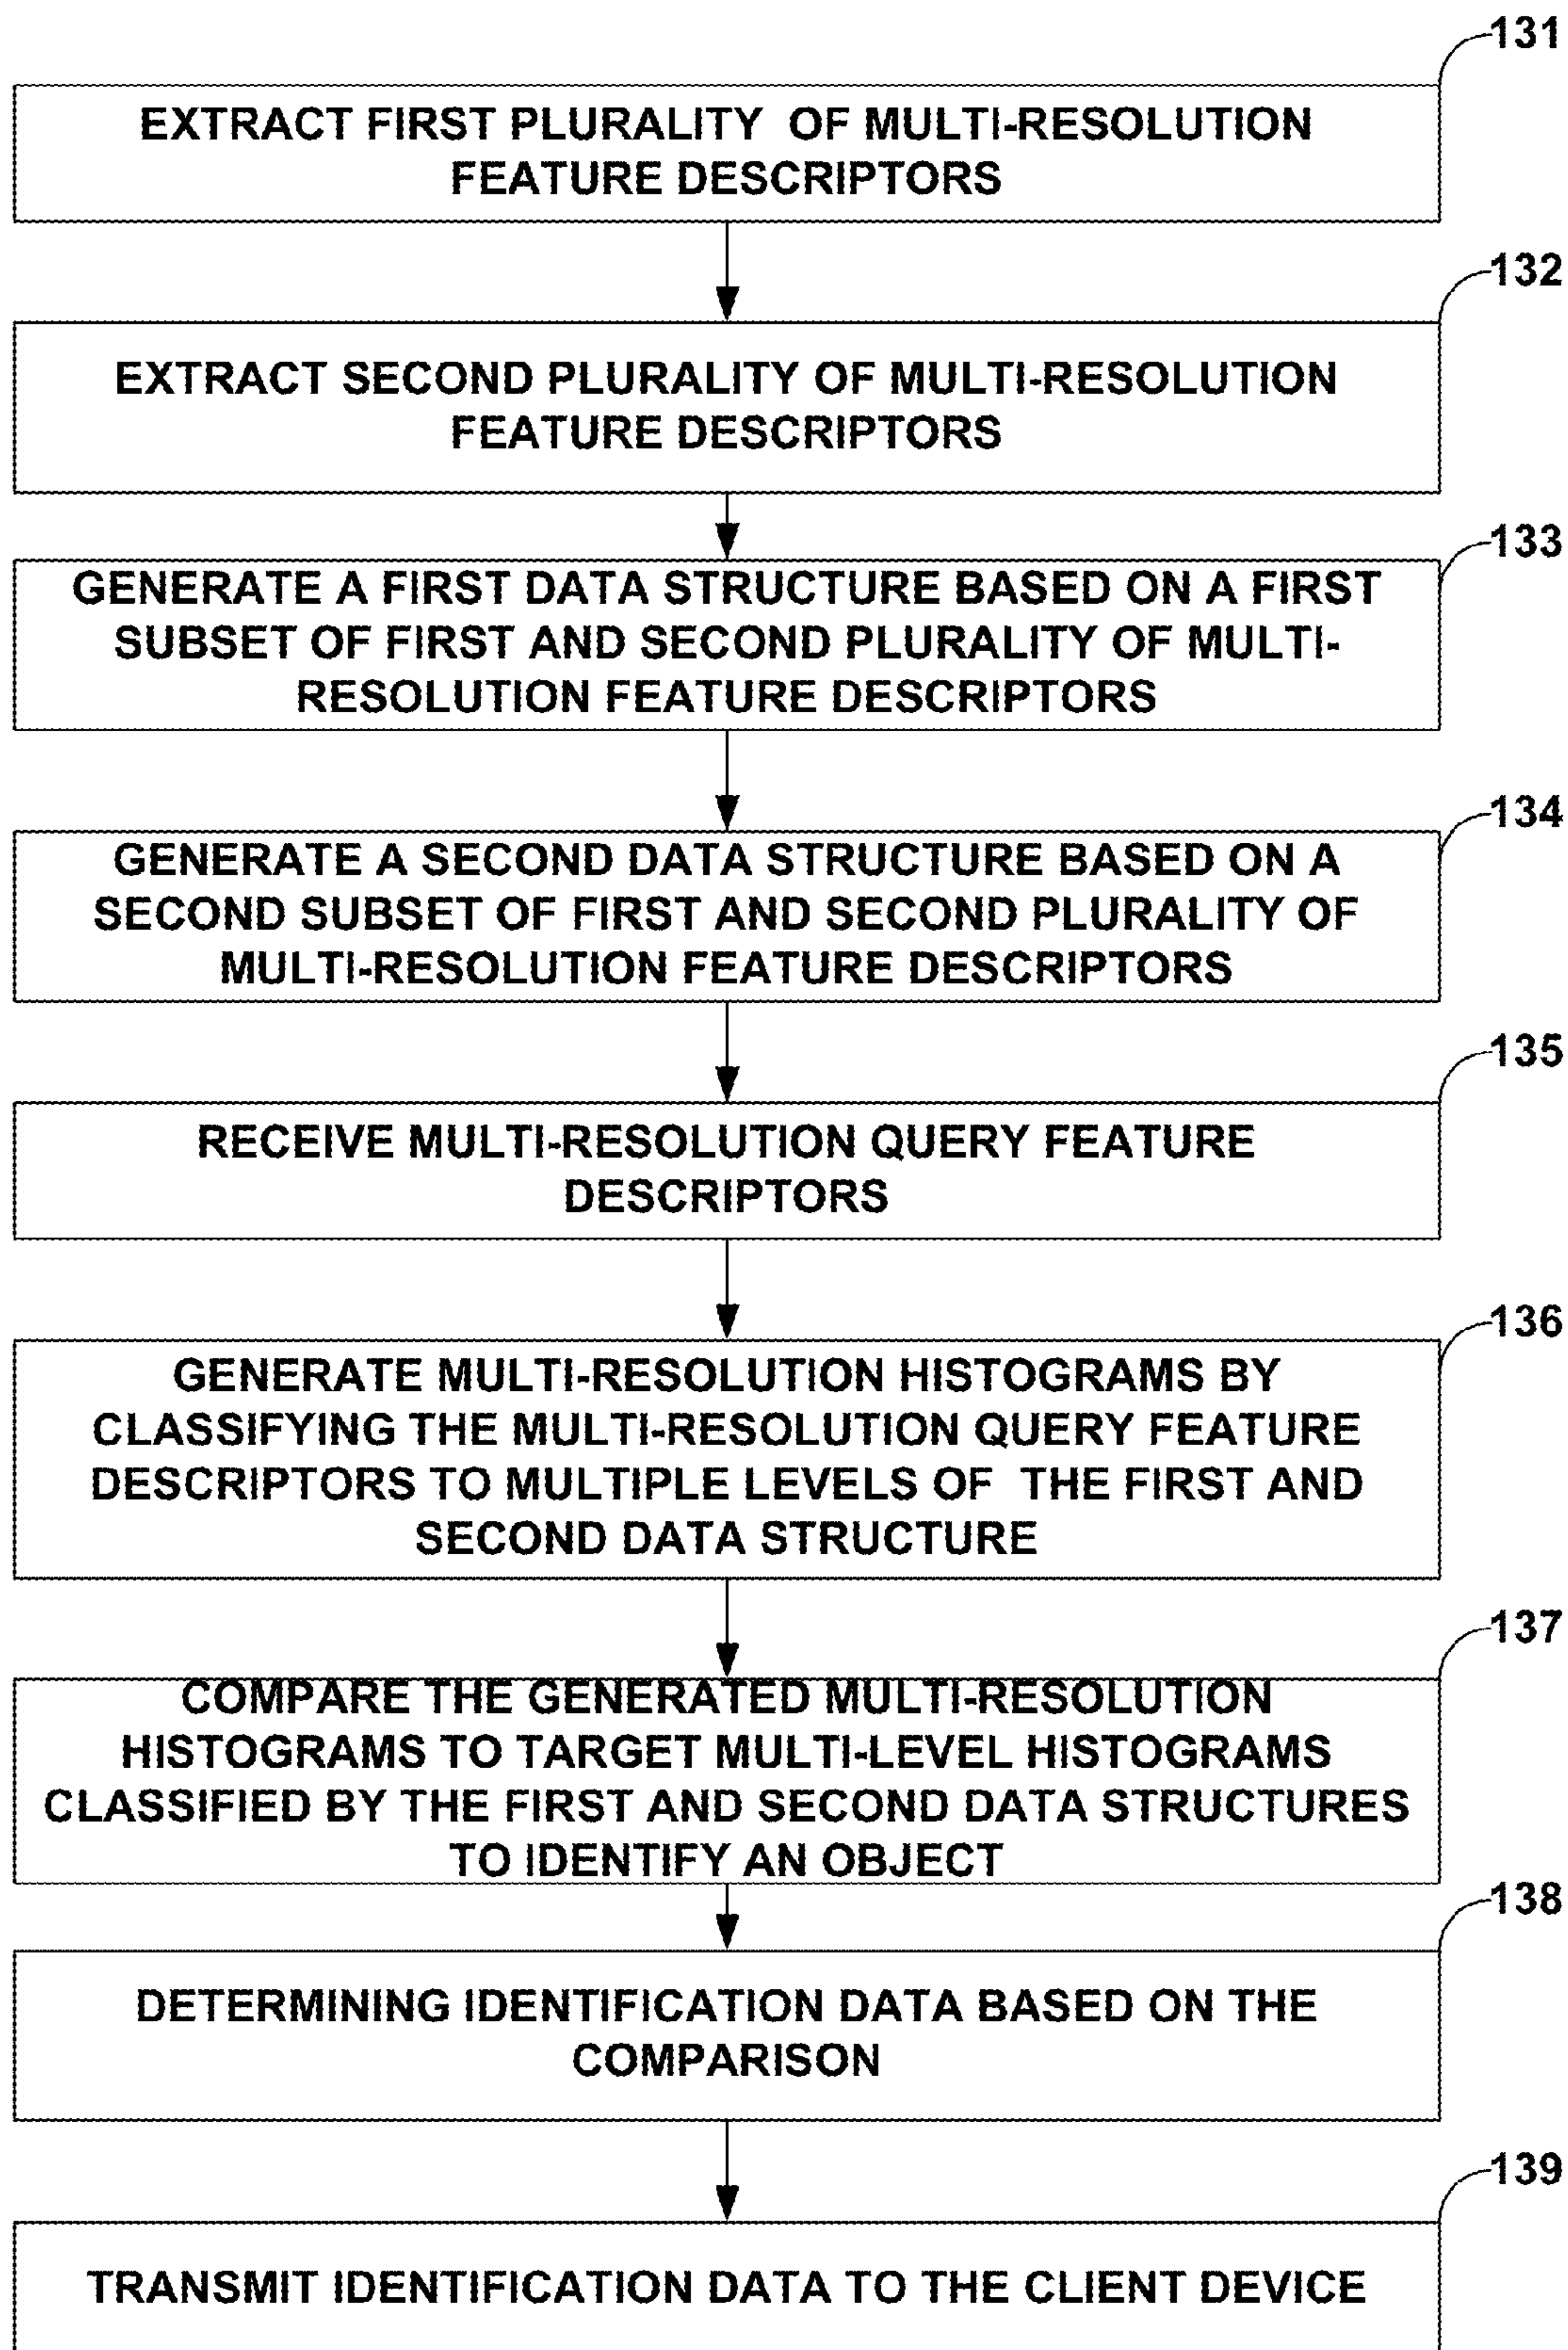 131
EXTRACT FIRST PLURALITY OF MULTI-RESOLUTION
FEATURE DESCRIPTORS
132
EXTRACT SECOND PLURALITY OF MULTI-RESOLUTION
FEATURE DESCRIPTORS
133
GENERATE A FIRST DATA STRUCTURE BASED ON A FIRST
SUBSET OF FIRST AND SECOND PLURALITY OF MULTI-
RESOLUTION FEATURE DESCRIPTORS
134
GENERATE A SECOND DATA STRUCTURE BASED ON A
SECOND SUBSET OF FIRST AND SECOND PLURALITY OF
MULTI-RESOLUTION FEATURE DESCRIPTORS
135
RECEIVE MULTI-RESOLUTION QUERY FEATURE
DESCRIPTORS
136
GENERATE MULTI-RESOLUTION HISTOGRAMS BY
CLASSIFYING THE MULTI-RESOLUTION QUERY FEATURE
DESCRIPTORS TO MULTIPLE LEVELS OF THE FIRST AND
SECOND DATA STRUCTURE
137
COMPARE THE GENERATED MULTI-RESOLUTION
HISTOGRAMS TO TARGET MULTI-LEVEL HISTOGRAMS
CLASSIFIED BY THE FIRST AND SECOND DATA STRUCTURES
TO IDENTIFY AN OBJECT
138
DETERMINING IDENTIFICATION DATA BASED ON THE
COMPARISON
139
TRANSMIT IDENTIFICATION DATA TO THE CLIENT DEVICE